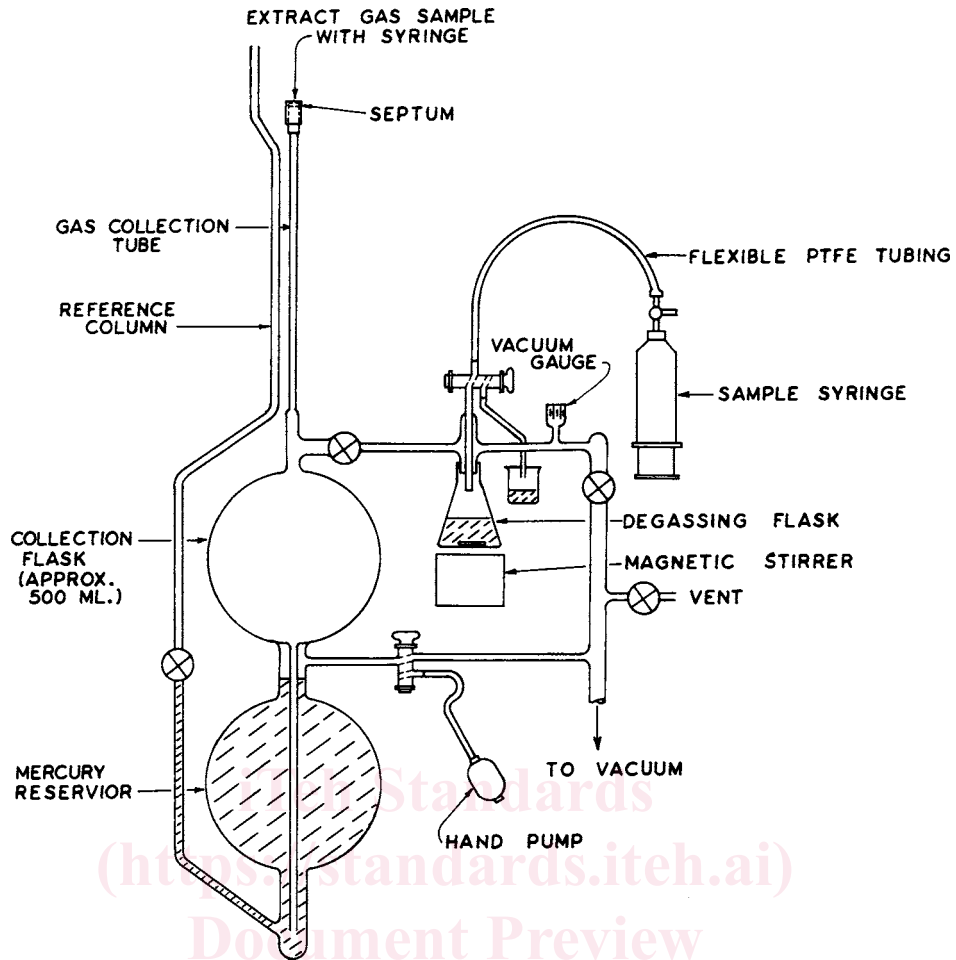 EXTRACT GAS SAMPLE
WITH SYRINGE
SEPTUM
GAS COLLECTION
TUBE
FLEXIBLE PTFE TUBING
REFERENCE
COLUMN
VACUUM
GAUGE
SAMPLE SYRINGE
COLLECTION
FLASK
(APPROX.
500 ML.)
DEGASSING FLASK
MAGNETIC STIRRER
VENT
MERCURY
RESERVIOR
TO VACUUM
HAND PUMP
iTeh Standards
(https://standards.iteh.ai)
Document Preview